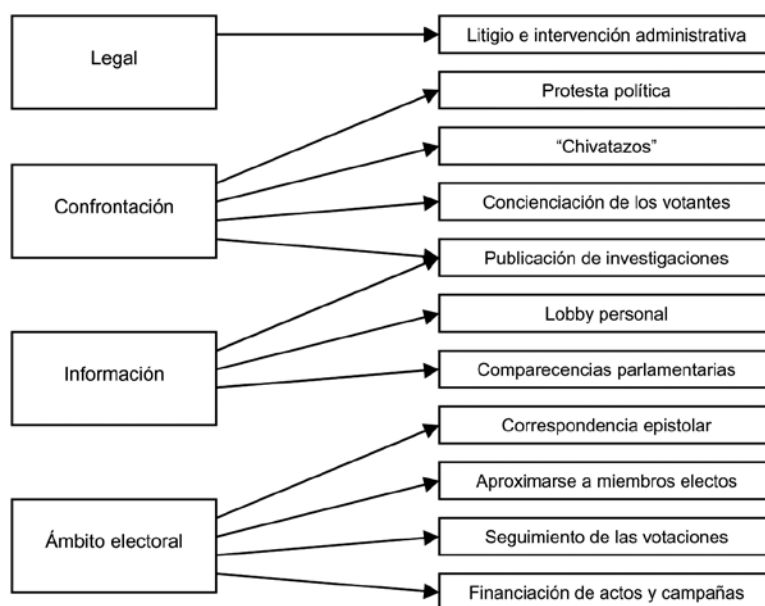 Legal
Litigio e intervención administrativa
Protesta política
“Chivatazos”
Confrontación
Concienciación de los votantes
Publicación de investigaciones
Lobby personal
Información
Comparecencias parlamentarias
Correspondencia epistolar
Aproximarse a miembros electos
Ámbito electoral
Seguimiento de las votaciones
Financiación de actos y campañas